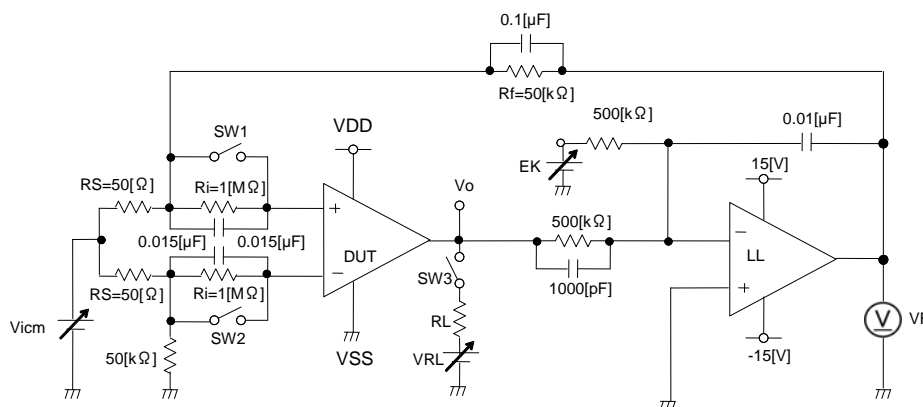 0.1[µF]
Rf=50[kΩ]
SW1
VDD
500[kΩ]
0.01[µF]
EK
15[V]
RS=50[Ω]
Ri=1[MΩ]
Vo
+
0.015[µF]
0.015[µF]
DUT
500[kΩ]
−
LL
−
SW3
+
RS=50[Ω]
Ri=1[MΩ]
1000[pF]
Vicm
SW2
RL
V
50[kΩ]
VSS
VRL
-15[V]